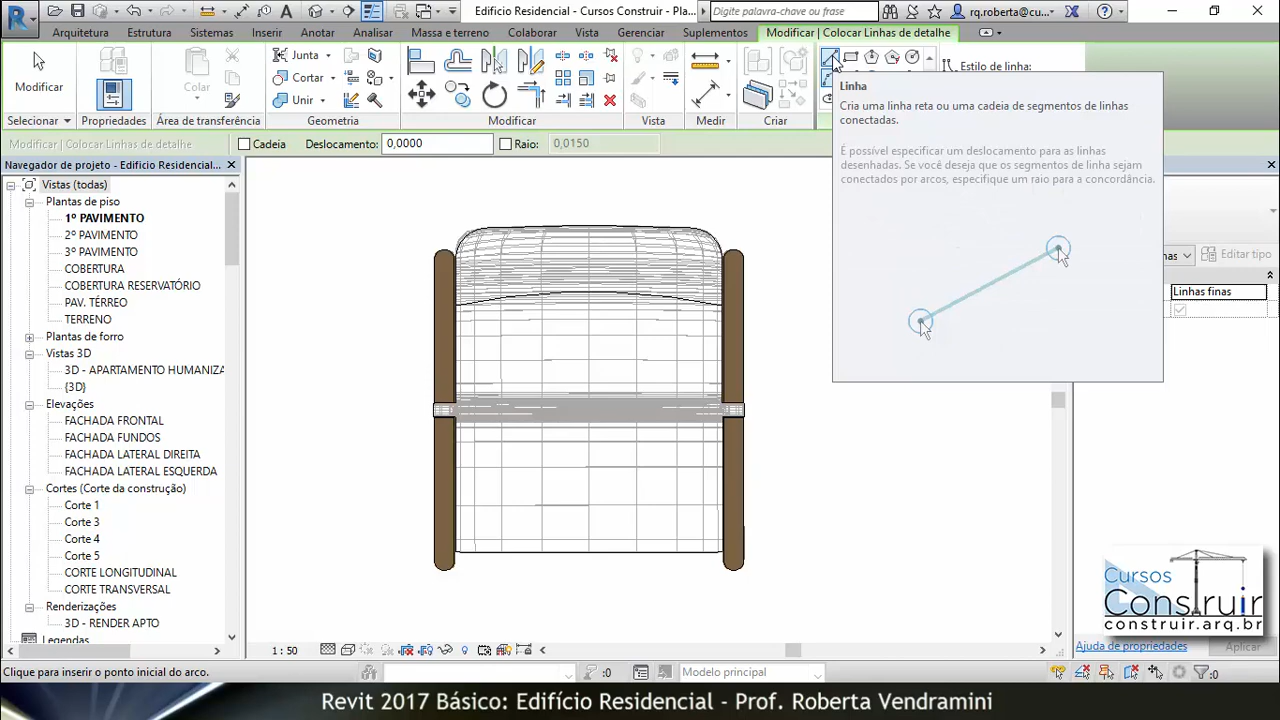 Edificio Residencial - Cursos Construir - Pla...
Digite palavra-chave ou frase
rq.roberta@cu...
Arquitetura
Estrutura
Sistemas
Inserir
Anotar
Analisar
Massa e terreno
Colaborar
Vista
Gerenciar
Suplementos
Modificar | Colocar Linhas de detalhe
Modificar
Colar
Junta
Cortar
Unir
Estilo de linha:
Selecionar
Propriedades
Área de transferência
Geometria
Modificar
Vista
Medir
Criar
Modificar | Colocar Linhas de detalhe
Cadeia
Deslocamento:
0,0000
Raio:
0,0150
Linha
Cria uma linha reta ou uma cadeia de segmentos de linhas
conectadas.
É possível especificar um deslocamento para as linhas
desenhadas. Se você deseja que os segmentos de linha sejam
conectados por arcos, especifique um raio para a concordância.
Navegador de projeto - Edificio Residencial...
Vistas (todas)
Plantas de piso
1º PAVIMENTO
2º PAVIMENTO
3º PAVIMENTO
COBERTURA
COBERTURA RESERVATÓRIO
PAV. TÉRREO
TERRENO
Plantas de forro
Vistas 3D
3D - APARTAMENTO HUMANIZA
{3D}
Elevações
FACHADA FRONTAL
FACHADA FUNDOS
FACHADA LATERAL DIREITA
FACHADA LATERAL ESQUERDA
Cortes (Corte da construção)
Corte 1
Corte 3
Corte 4
Corte 5
CORTE LONGITUDINAL
CORTE TRANSVERSAL
Renderizações
3D - RENDER APTO
Legendas
nas
Editar tipo
Linhas finas
Cursos
Construir
construir.arq.br
Ajuda de propriedades
Aplicar
1 : 50
Clique para inserir o ponto inicial do arco.
:0
Modelo principal
:0
Revit 2017 Básico: Edifício Residencial - Prof. Roberta Vendramini